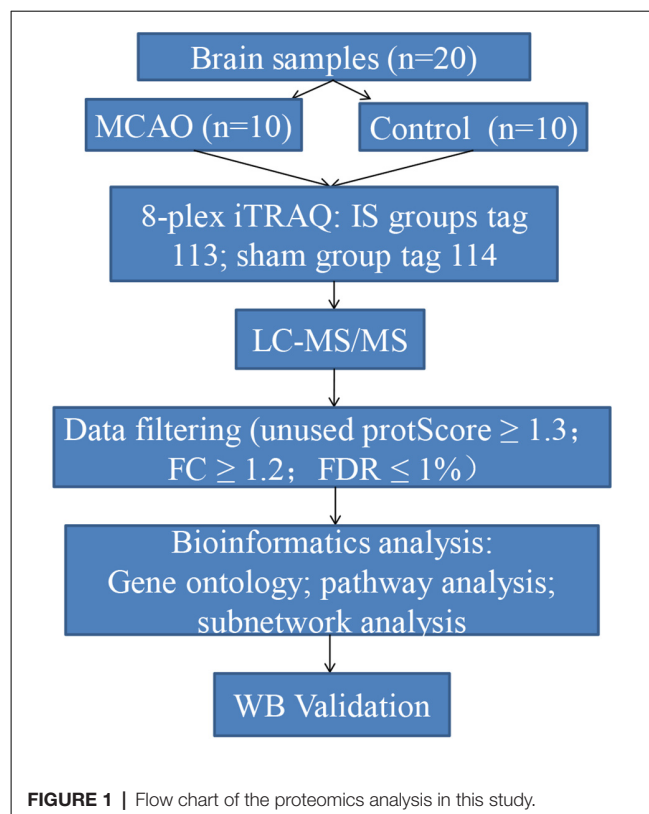 Brain samples (n=20)
MCAO (n=10)
Control (n=10)
8-plex iTRAQ: IS groups tag
113; sham group tag 114
LC-MS/MS
Data filtering (unused protScore ≥ 1.3；
FC ≥ 1.2； FDR ≤ 1%）
Bioinformatics analysis:
Gene ontology; pathway analysis;
subnetwork analysis
WB Validation
FIGURE 1 | Flow chart of the proteomics analysis in this study.